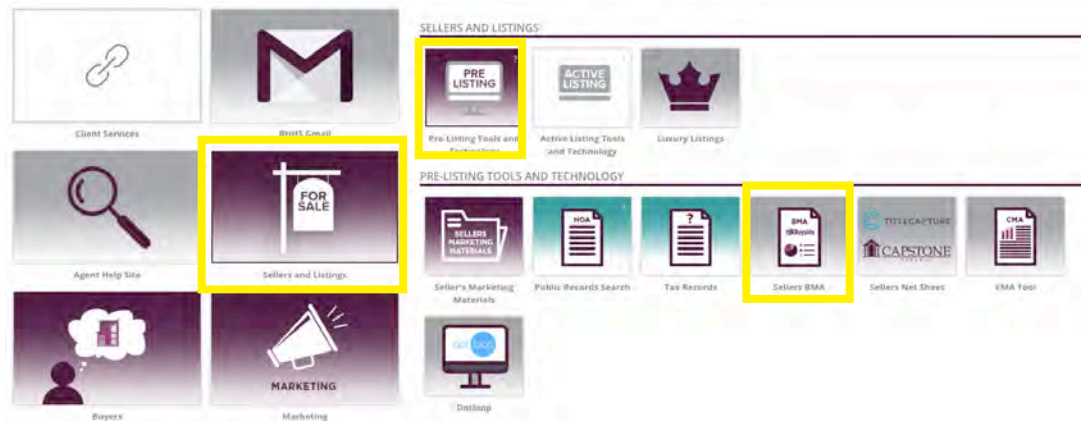 SELLERS AND LISTINGS
PRE
LISTING
ACTIVE
LISTING
Client Services
BHHS Gmail
Pre-Listing Tools and
Technology
Active Listing Tools
and Technology
Luxury Listings
PRE-LISTING TOOLS AND TECHNOLOGY
FOR
SALE
SELLERS
MARKETING
MATERIALS
HOA
?
BMA
CMA
TITLECAPTURE
CAPSTONE
Agent Help Site
Sellers and Listings
Seller's Marketing
Materials
Public Records Search
Tax Records
Sellers BMA
Sellers Net Sheet
CMA Tool
MARKETING
dot loop
Buyers
Marketing
Dotloop